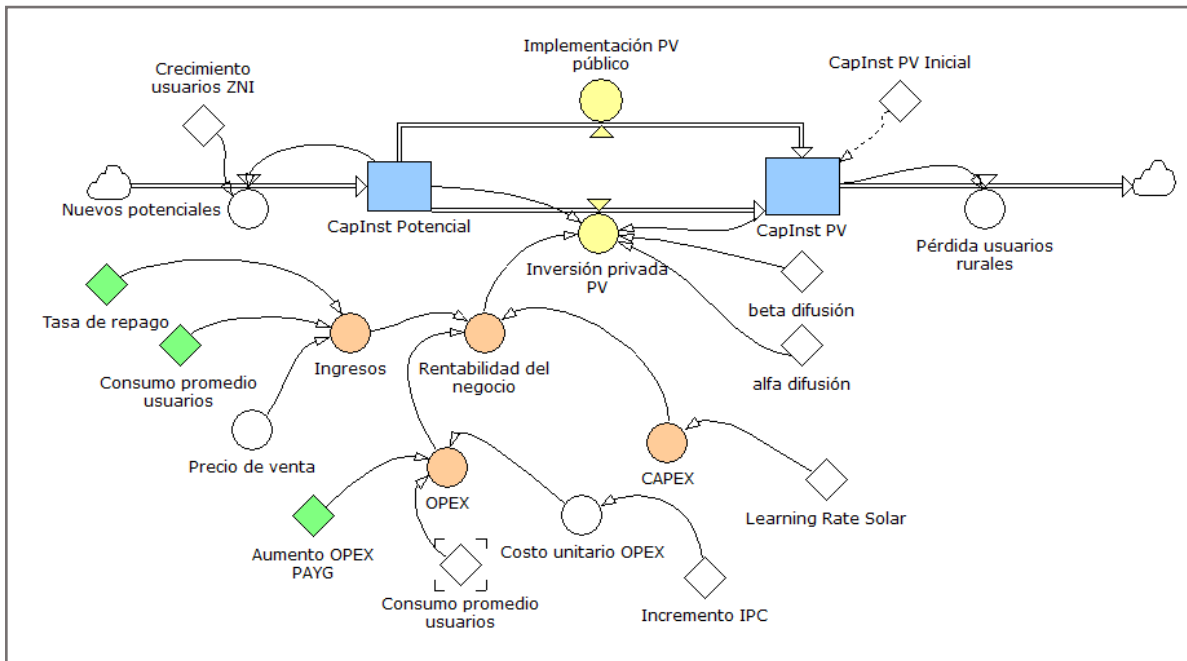 Implementación PV
público
Crecimiento
usuarios ZNI
CapInst PV Inicial
Nuevos potenciales
CapInst Potencial
CapInst PV
Pérdida usuarios
rurales
Inversión privada
PV
beta difusión
Tasa de repago
Consumo promedio
usuarios
Ingresos
Rentabilidad del
negocio
alfa difusión
Precio de venta
OPEX
CAPEX
Learning Rate Solar
Aumento OPEX
PAYG
Costo unitario OPEX
Consumo promedio
usuarios
Incremento IPC